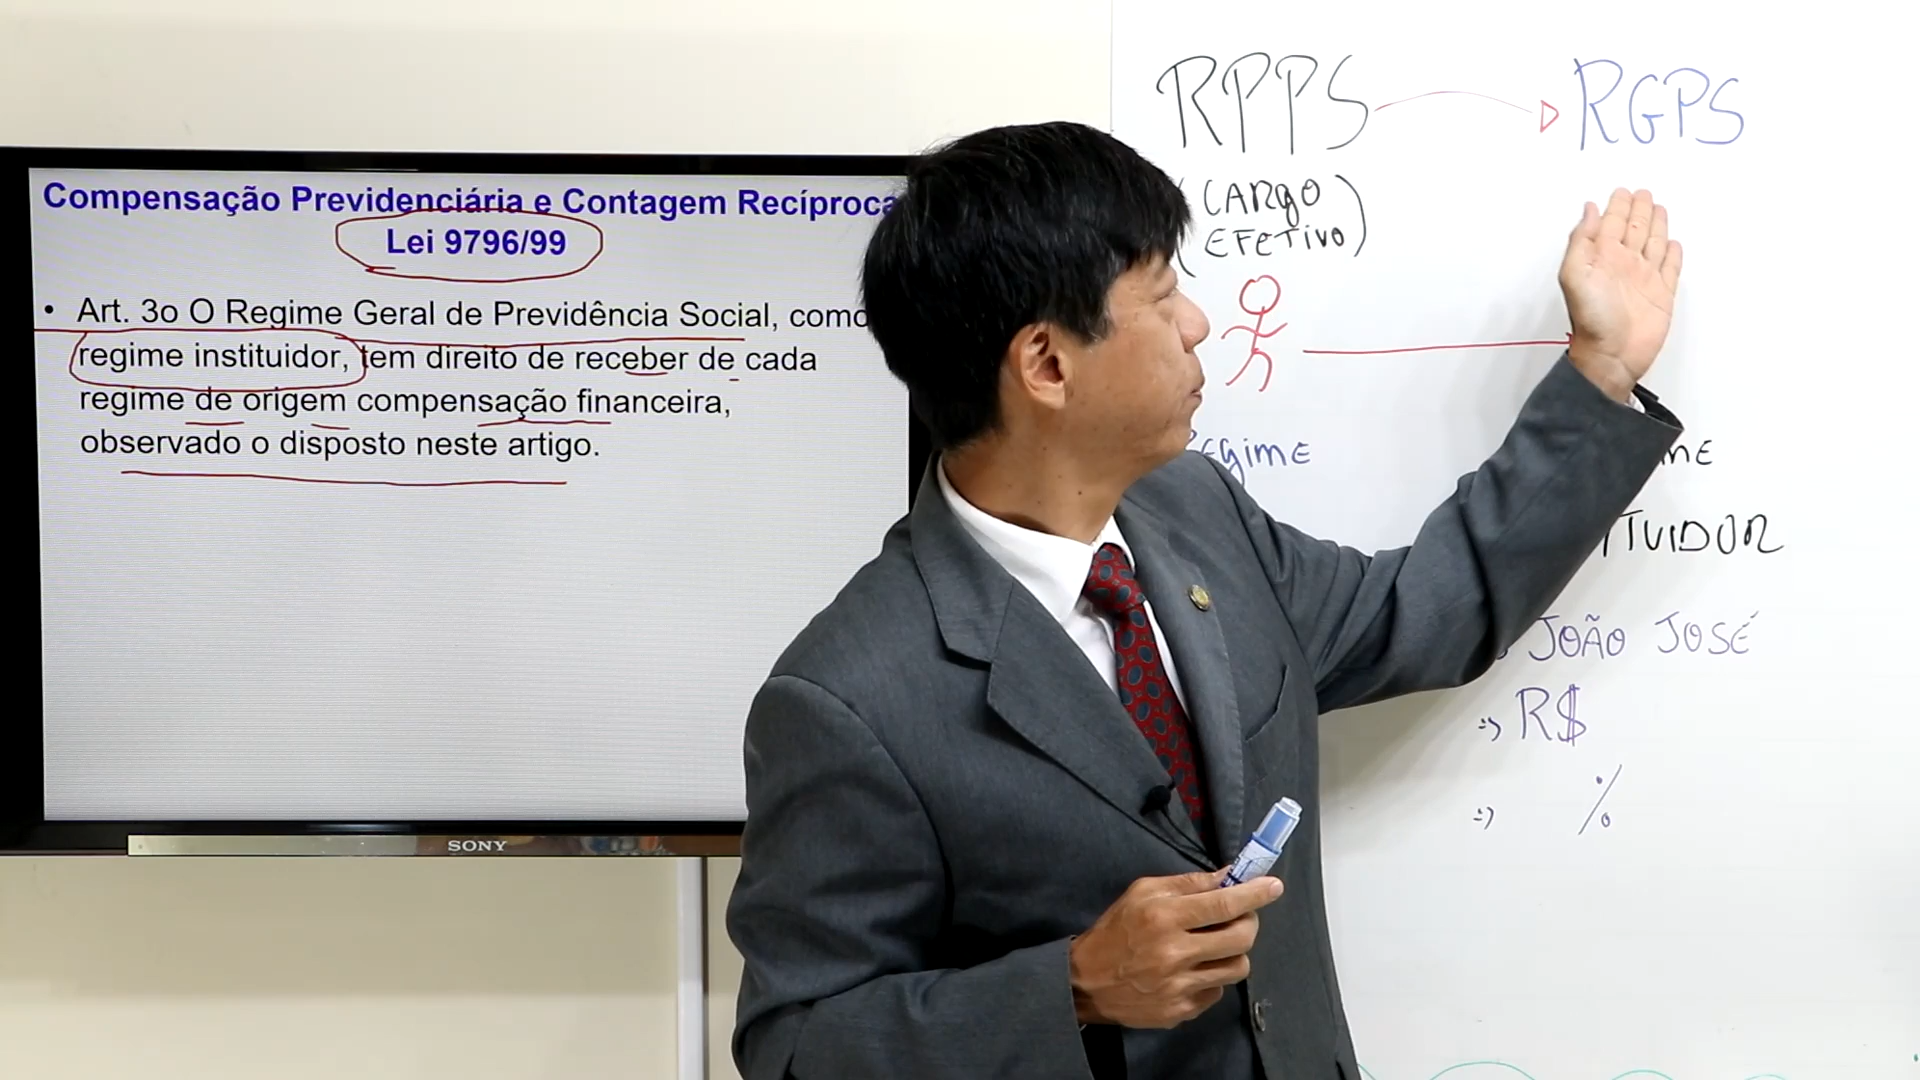 Compensação Previdenciária e Contagem Recíproca
Lei 9796/99
• Art. 3o O Regime Geral de Previdência Social, como
regime instituidor, tem direito de receber de cada
regime de origem compensação financeira,
observado o disposto neste artigo.
SONY
RPPS RGPS
(CARGO
EFETIVO)
Regime
TUIDOR
JOÃO JOSÉ
=> R$
=> %